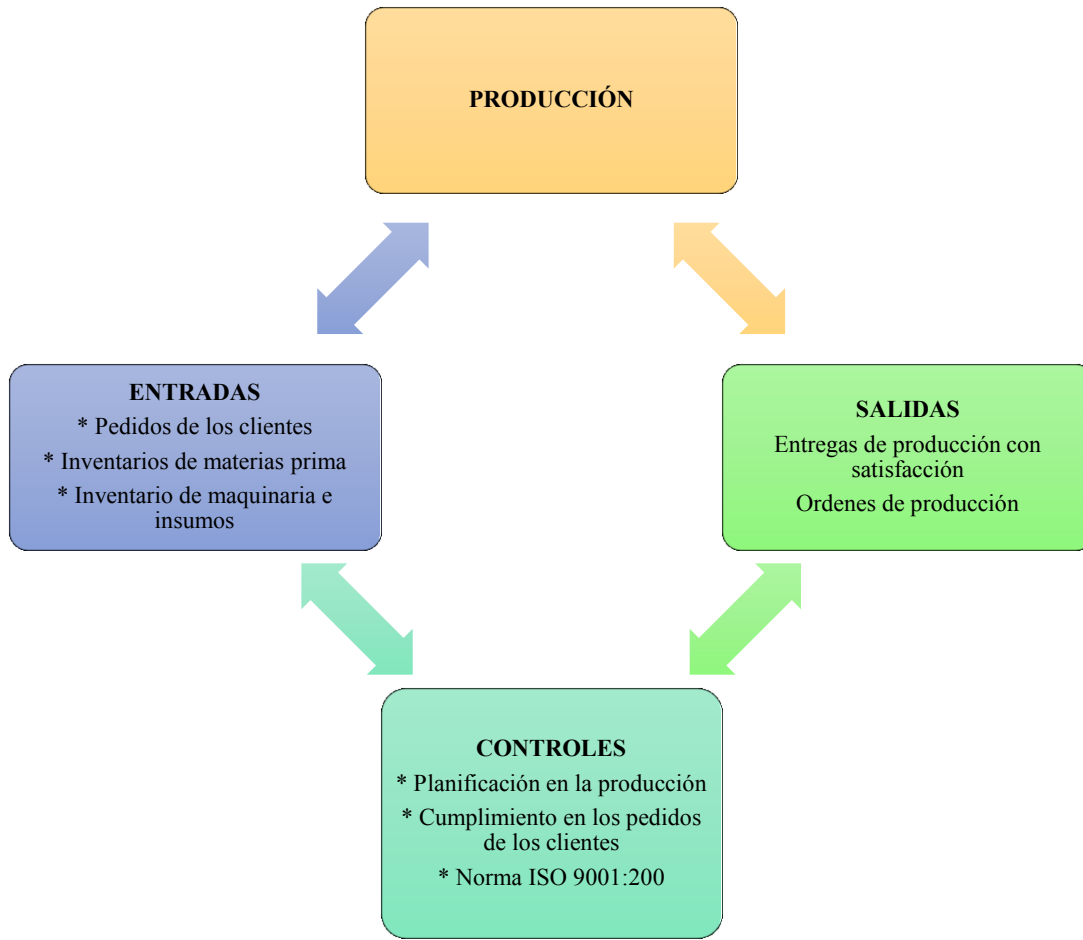 PRODUCCIÓN
ENTRADAS
* Pedidos de los clientes
* Inventarios de materias prima
* Inventario de maquinaria e
insumos
SALIDAS
Entregas de producción con
satisfacción
Ordenes de producción
CONTROLES
* Planificación en la producción
* Cumplimiento en los pedidos
de los clientes
* Norma ISO 9001:200